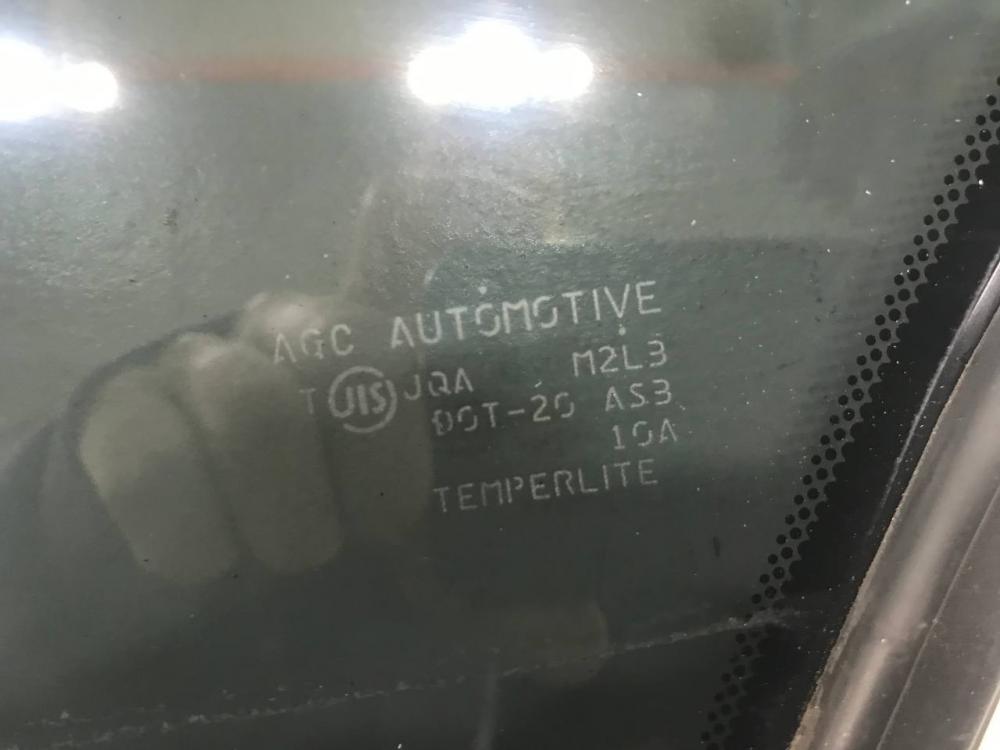 AGC AUTOMOTIVE
T JIS JQA M2L3
DOT-20 AS3
10A
TEMPERLITE